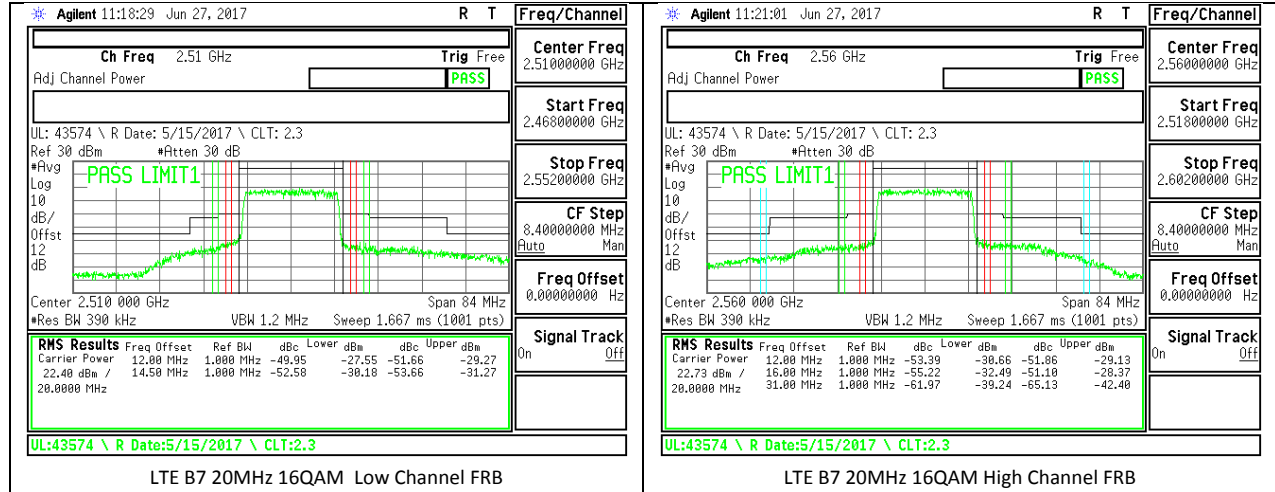 Agilent 11:18:29 Jun 27, 2017 R T Freq/Channel
Ch Freq 2.51 GHz Trig Free
Adj Channel Power PASS
UL: 43574 \ R Date: 5/15/2017 \ CLT: 2.3
Ref 30 dBm #Atten 30 dB
#Avg
Log
10
dB/
Offst
12
dB
PASS LIMIT1
Center 2.510 000 GHz Span 84 MHz
#Res BW 390 kHz VBW 1.2 MHz Sweep 1.667 ms (1001 pts)
RMS Results Freq Offset Ref BW dBc Lower dBm dBc Upper dBm
Carrier Power 12.00 MHz 1.000 MHz -49.95 -27.55 -51.66 -29.27
22.40 dBm / 14.50 MHz 1.000 MHz -52.58 -30.18 -53.66 -31.27
20.0000 MHz
UL:43574 \ R Date:5/15/2017 \ CLT:2.3
Center Freq
2.51000000 GHz
Start Freq
2.46800000 GHz
Stop Freq
2.55200000 GHz
CF Step
8.40000000 MHz
Auto Man
Freq Offset
0.00000000 Hz
Signal Track
On Off
LTE B7 20MHz 16QAM Low Channel FRB
Agilent 11:21:01 Jun 27, 2017 R T Freq/Channel
Ch Freq 2.56 GHz Trig Free
Adj Channel Power PASS
UL: 43574 \ R Date: 5/15/2017 \ CLT: 2.3
Ref 30 dBm #Atten 30 dB
#Avg
Log
10
dB/
Offst
12
dB
PASS LIMIT1
Center 2.560 000 GHz Span 84 MHz
#Res BW 390 kHz VBW 1.2 MHz Sweep 1.667 ms (1001 pts)
RMS Results Freq Offset Ref BW dBc Lower dBm dBc Upper dBm
Carrier Power 12.00 MHz 1.000 MHz -53.39 -30.66 -51.86 -29.13
22.73 dBm / 16.00 MHz 1.000 MHz -55.22 -32.49 -51.10 -28.37
20.0000 MHz 31.00 MHz 1.000 MHz -61.97 -39.24 -65.13 -42.40
UL:43574 \ R Date:5/15/2017 \ CLT:2.3
Center Freq
2.56000000 GHz
Start Freq
2.51800000 GHz
Stop Freq
2.60200000 GHz
CF Step
8.40000000 MHz
Auto Man
Freq Offset
0.00000000 Hz
Signal Track
On Off
LTE B7 20MHz 16QAM High Channel FRB